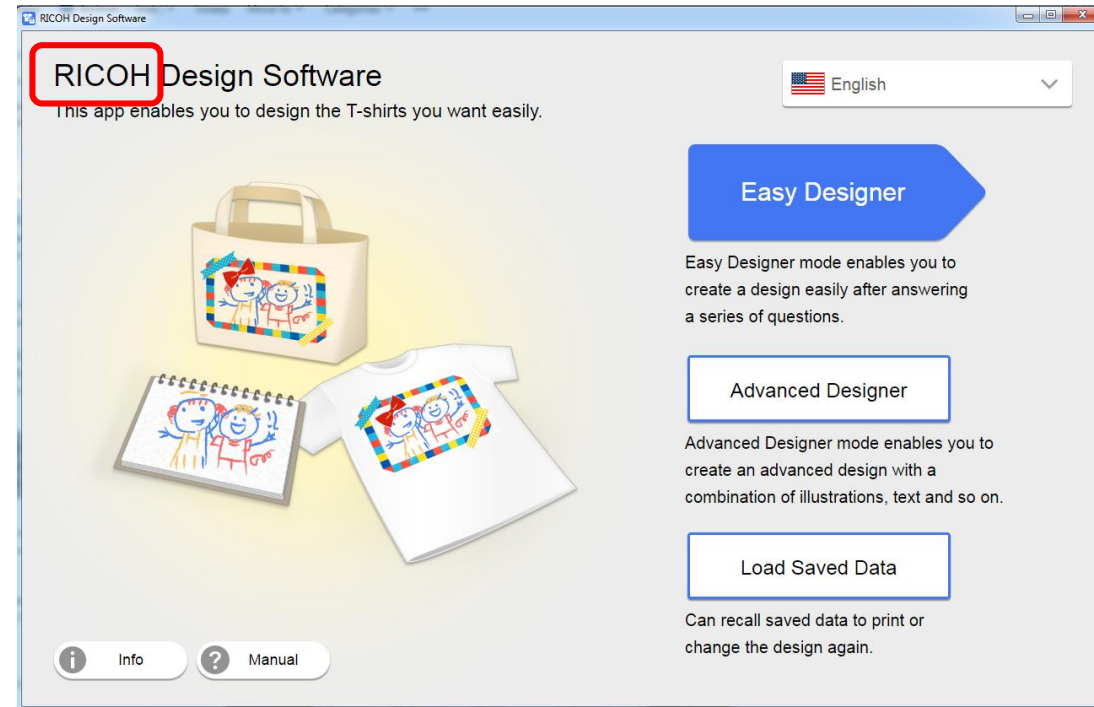 RICOH Design Software
RICOH Design Software
This app enables you to design the T-shirts you want easily.
English
Easy Designer
Easy Designer mode enables you to
create a design easily after answering
a series of questions.
Advanced Designer
Advanced Designer mode enables you to
create an advanced design with a
combination of illustrations, text and so on.
Load Saved Data
Can recall saved data to print or
change the design again.
Info
Manual